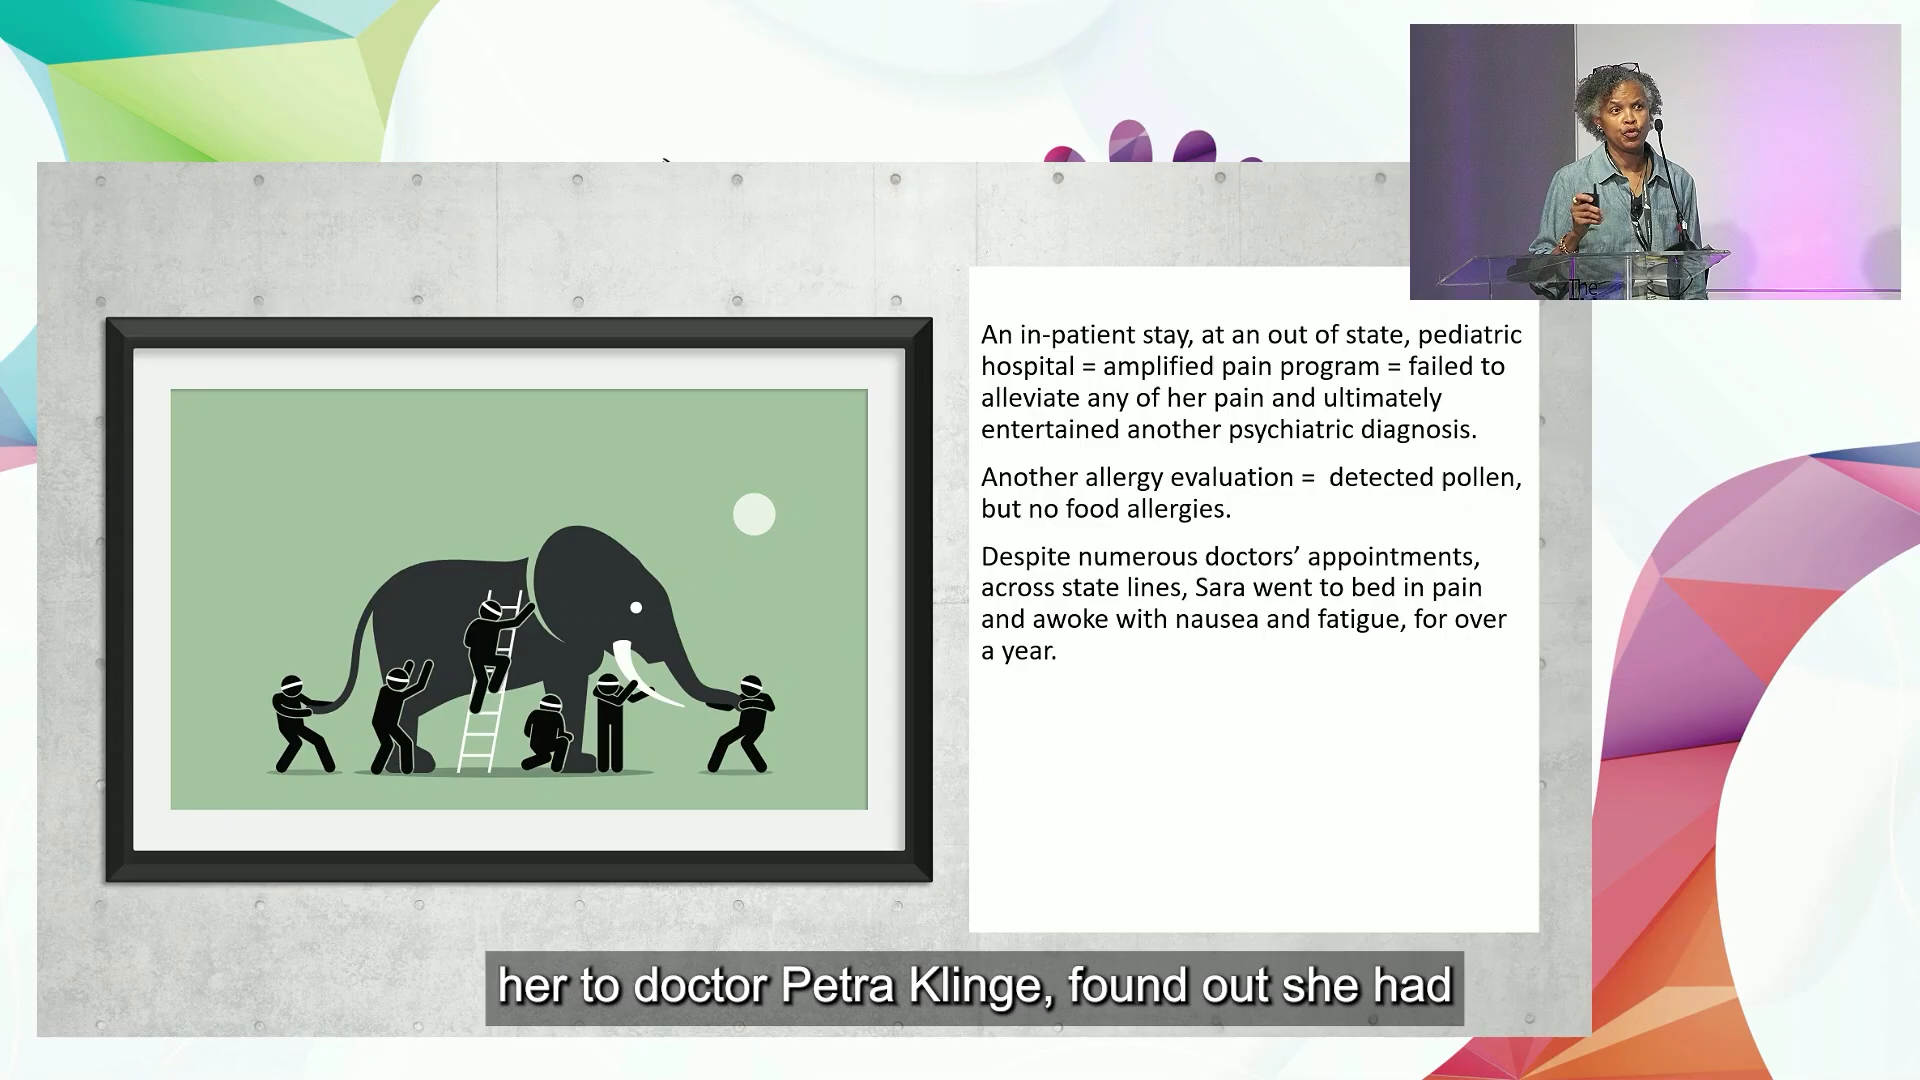 An in-patient stay, at an out of state, pediatric
hospital = amplified pain program = failed to
alleviate any of her pain and ultimately
entertained another psychiatric diagnosis.
Another allergy evaluation =  detected pollen,
but no food allergies.
Despite numerous doctors’ appointments,
across state lines, Sara went to bed in pain
and awoke with nausea and fatigue, for over
a year.
The
her to doctor Petra Klinge, found out she had